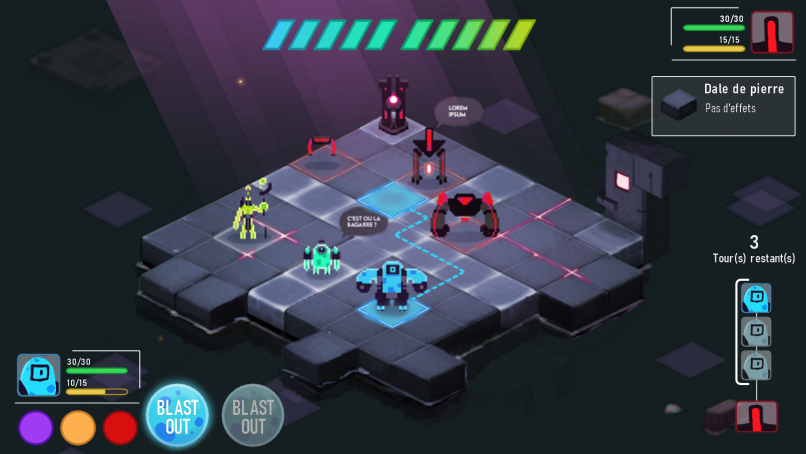 30/30
15/15
Dale de pierre
Pas d'effets
LOREM
IPSUM
C'EST OU LA
BAGARRE ?
3
Tour(s) restant(s)
30/30
10/15
BLAST
OUT
BLAST
OUT